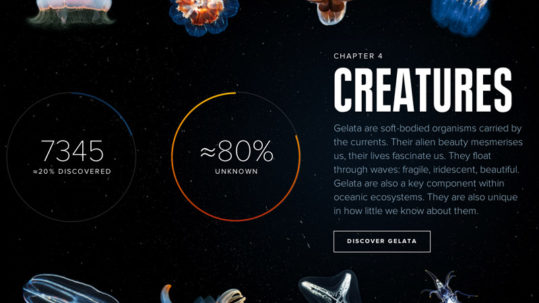 CHAPTER 4
CREATURES
7345
≈20% DISCOVERED
≈80%
UNKNOWN
Gelata are soft-bodied organisms carried by
the currents. Their alien beauty mesmerises
us, their lives fascinate us. They float
through waves: fragile, iridescent, beautiful.
Gelata are also a key component within
oceanic ecosystems. They are also unique
in how little we know about them.
DISCOVER GELATA